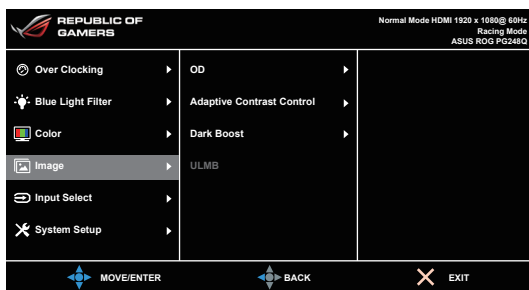 REPUBLIC OF
GAMERS
Normal Mode HDMI 1920 x 1080@ 60Hz
Racing Mode
ASUS ROG PG248Q
Over Clocking
OD
Blue Light Filter
Adaptive Contrast Control
Color
Dark Boost
Image
ULMB
Input Select
System Setup
MOVE/ENTER
BACK
EXIT